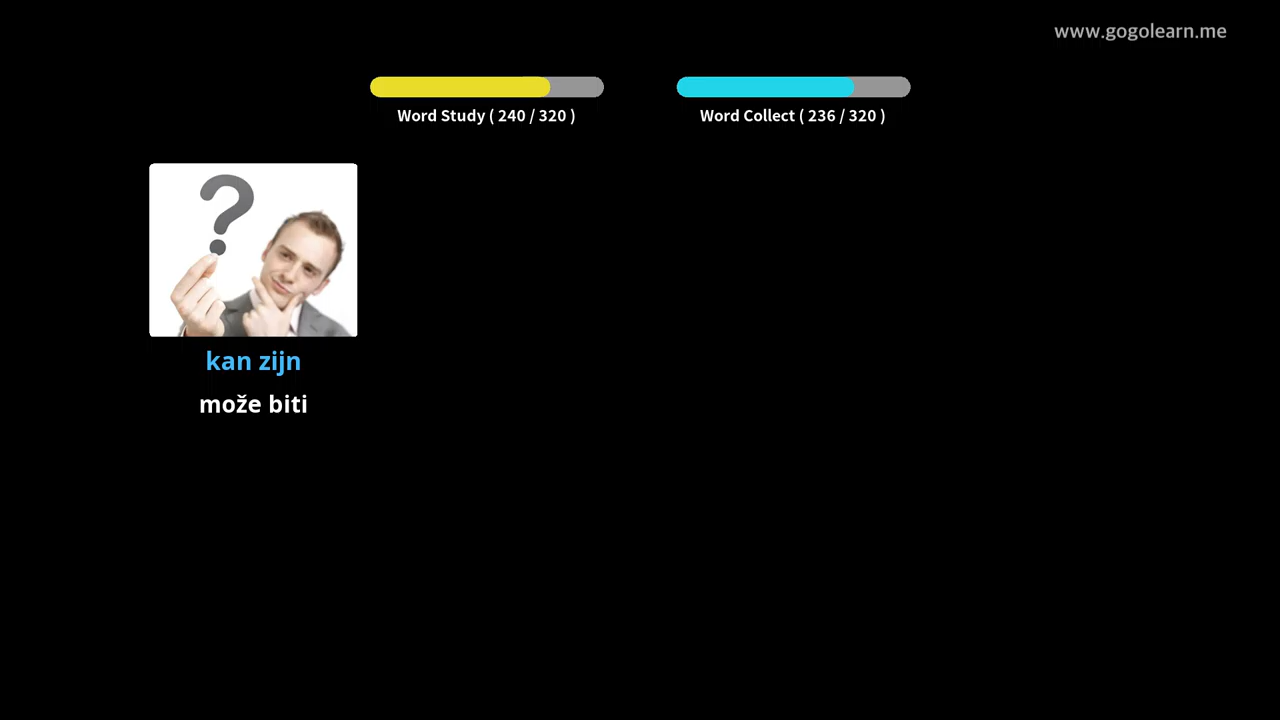 www.gogolearn.me
Word Study ( 240 / 320 )
Word Collect ( 236 / 320 )
?
kan zijn
može biti